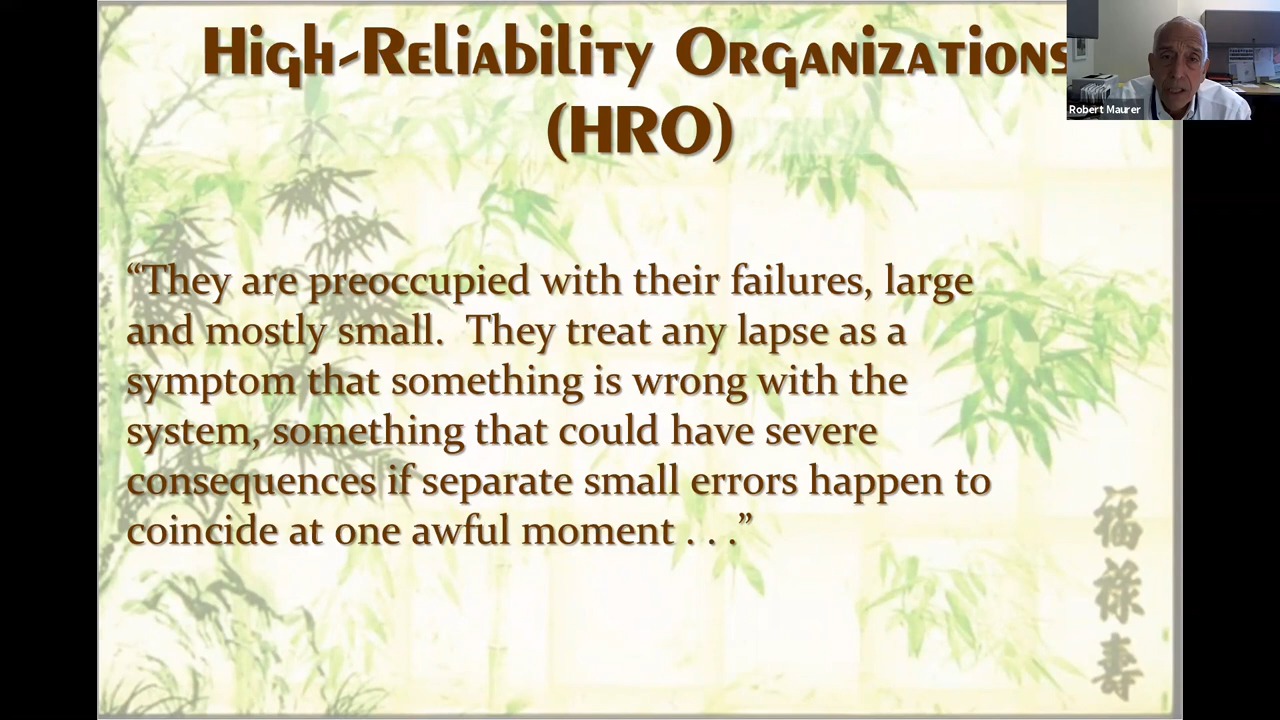 High-Reliability Organizations
(HRO)
Robert Maurer
“They are preoccupied with their failures, large
and mostly small.  They treat any lapse as a
symptom that something is wrong with the
system, something that could have severe
consequences if separate small errors happen to
coincide at one awful moment . . .”
福
禄
壽